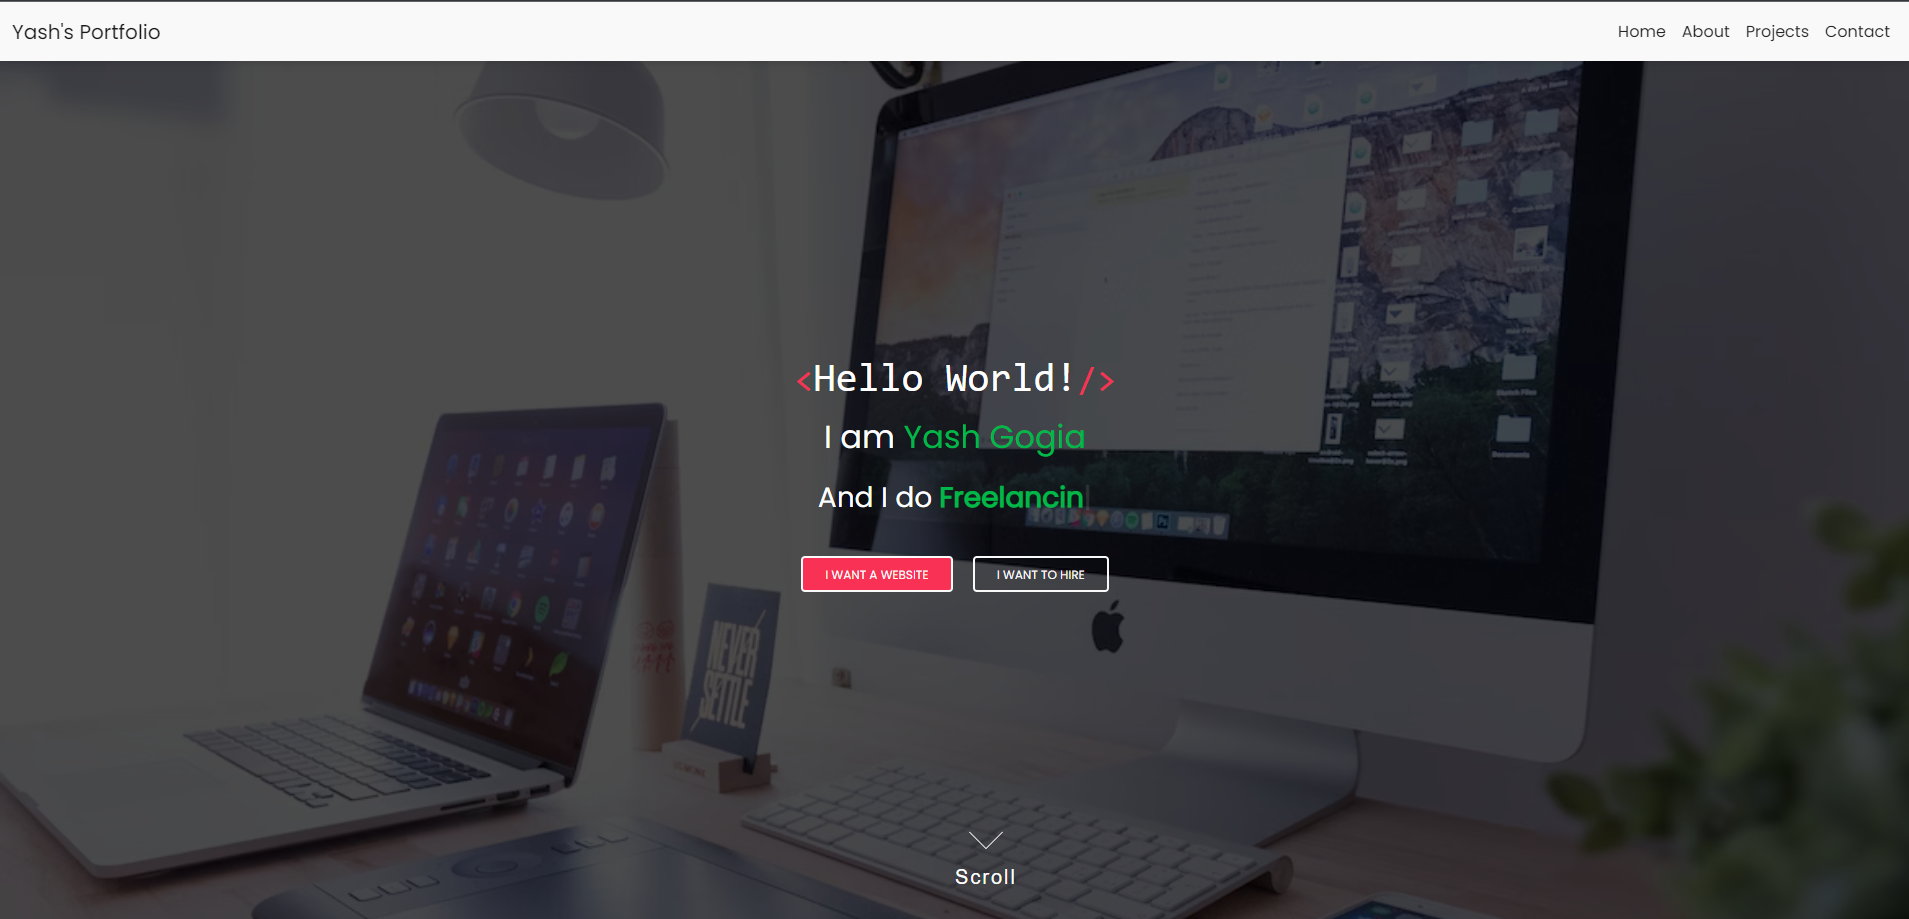 Yash's Portfolio
Home About Projects Contact
<Hello World!/>
I am Yash Gogia
And I do Freelancin
I WANT A WEBSITE
I WANT TO HIRE
NEVER
SETTLE
Scroll